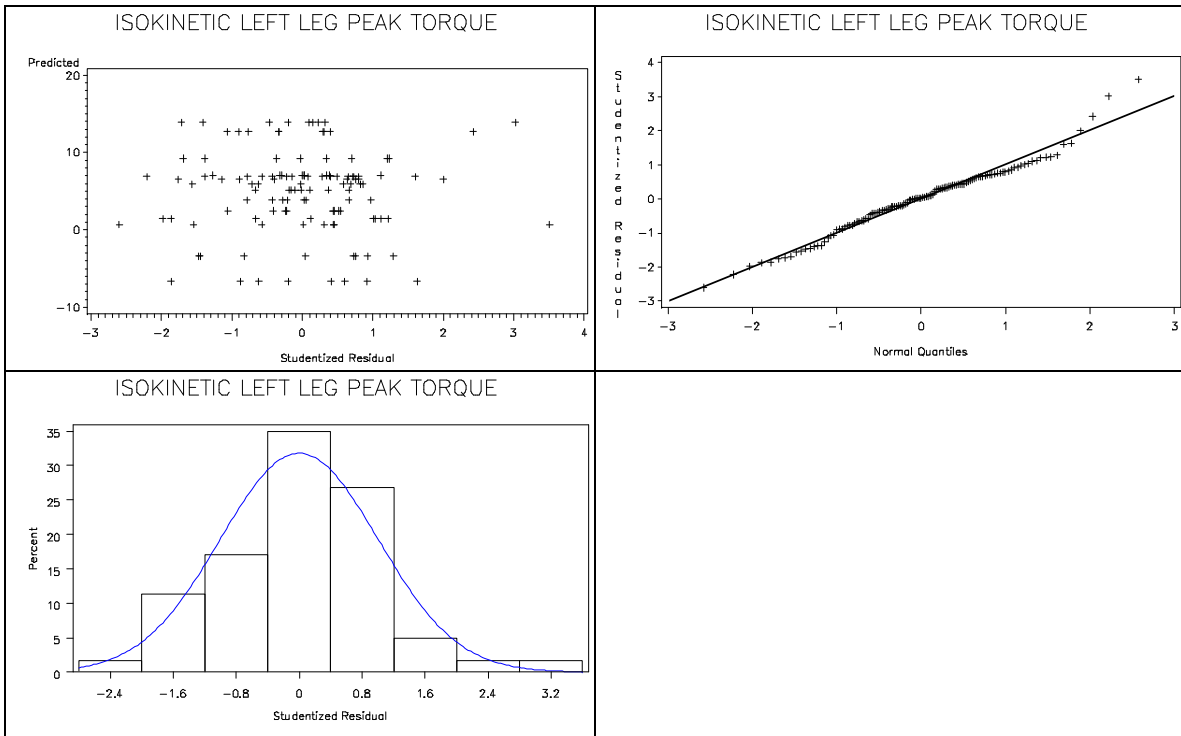 ISOKINETIC LEFT LEG PEAK TORQUE
Predicted
20
10
0
−10
−3 −2 −1 0 1 2 3 4
Studentized Residual
ISOKINETIC LEFT LEG PEAK TORQUE
Studentized Residual
4
3
2
1
0
−1
−2
−3
−3 −2 −1 0 1 2 3
Normal Quantiles
ISOKINETIC LEFT LEG PEAK TORQUE
Percent
35
30
25
20
15
10
5
0
−2.4 −1.6 −0.8 0 0.8 1.6 2.4 3.2
Studentized Residual